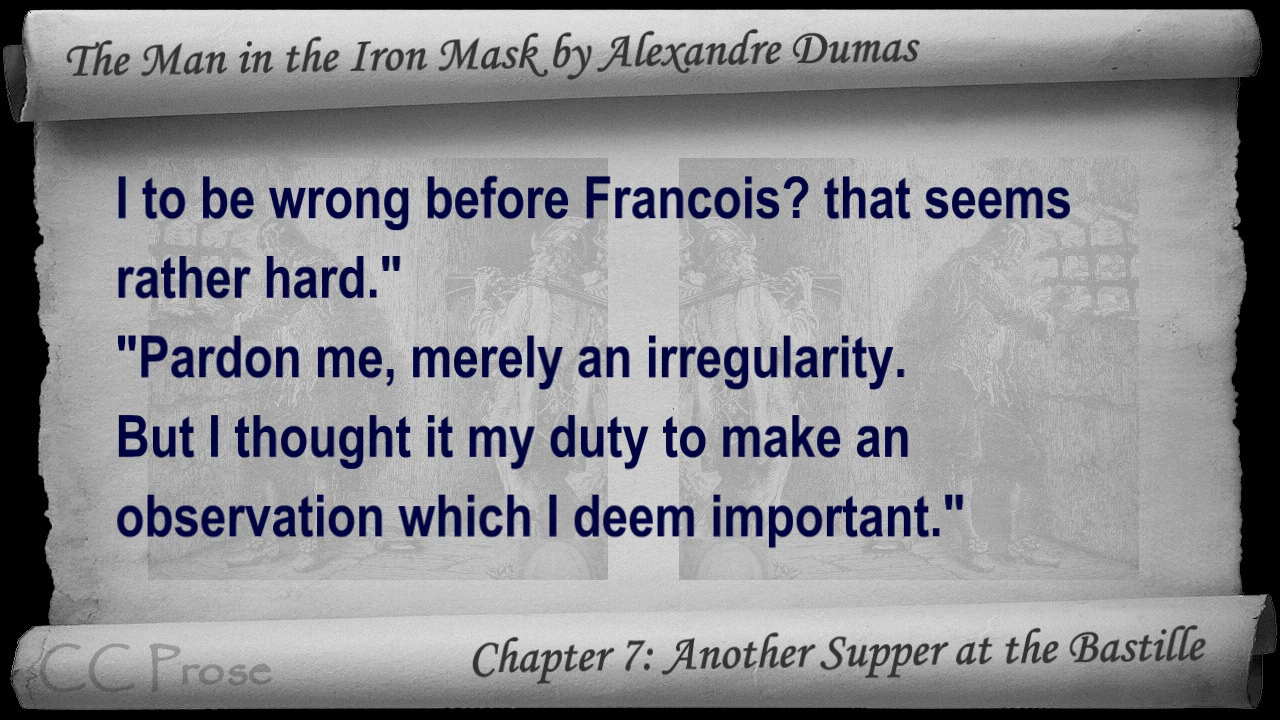 The Man in the Iron Mask by Alexandre Dumas
I to be wrong before Francois? that seems
rather hard."
"Pardon me, merely an irregularity.
But I thought it my duty to make an
observation which I deem important."
CC Prose
Chapter 7: Another Supper at the Bastille